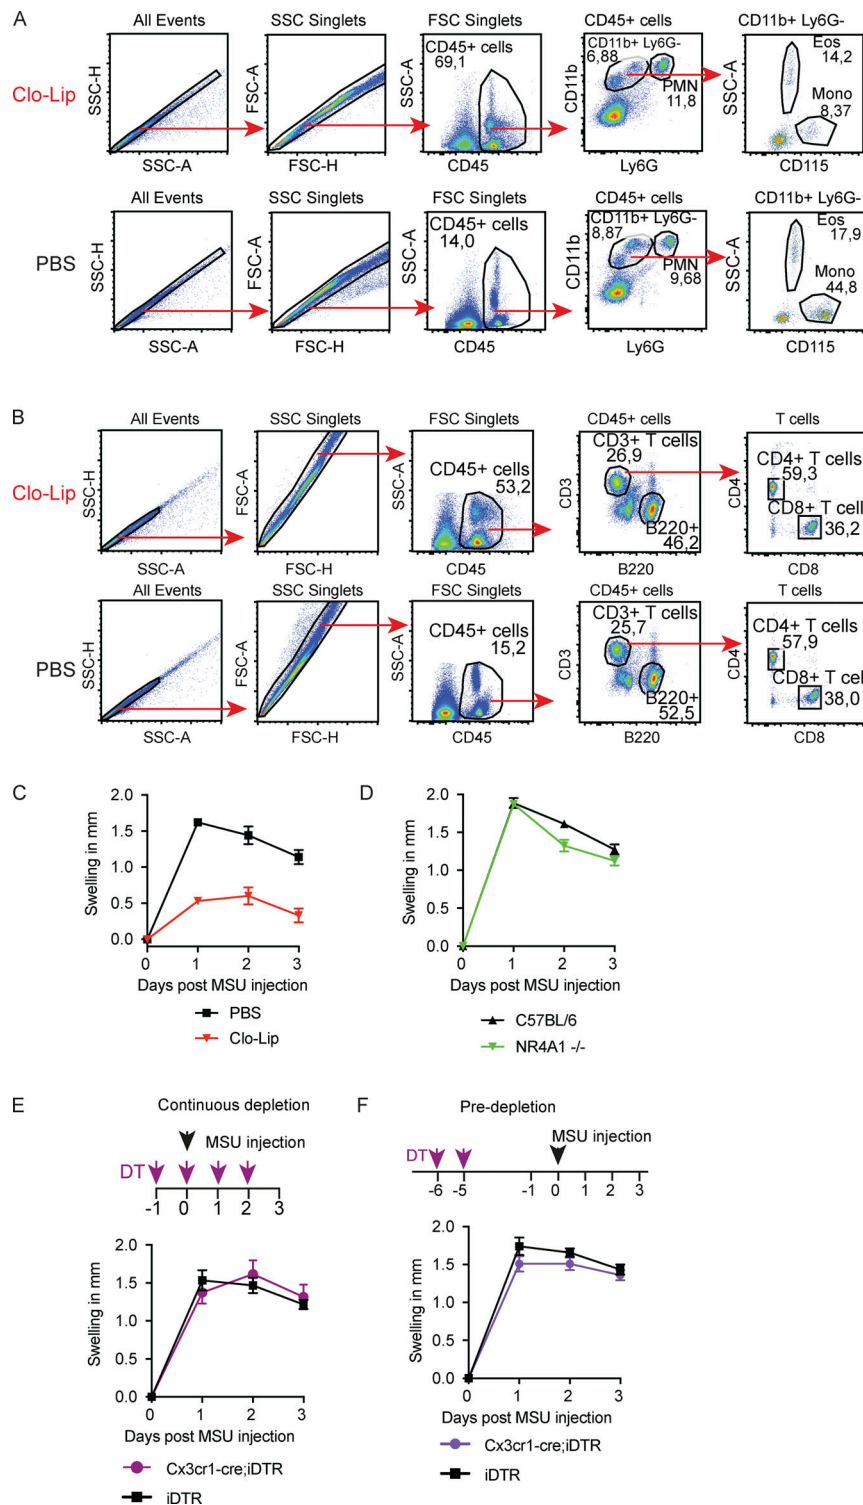 A
All Events
SSC Singlets
FSC Singlets
CD45+ cells
CD11b+ Ly6G-
Clo-Lip
SSC-H
SSC-A
FSC-A
FSC-H
SSC-A
CD45+ cells
69,1
CD45
CD11b
CD11b+ Ly6G-
6,88
PMN
11,8
Ly6G
SSC-A
Eos
14,2
Mono
8,37
CD115
All Events
SSC Singlets
FSC Singlets
CD45+ cells
CD11b+ Ly6G-
PBS
SSC-H
SSC-A
FSC-A
FSC-H
SSC-A
CD45+ cells
14,0
CD45
CD11b
CD11b+ Ly6G-
8,87
PMN
9,68
Ly6G
SSC-A
Eos
17,9
Mono
44,8
CD115
B
All Events
SSC Singlets
FSC Singlets
CD45+ cells
T cells
Clo-Lip
SSC-H
SSC-A
FSC-A
FSC-H
SSC-A
CD45+ cells
53,2
CD45
CD3
CD3+ T cells
26,9
B220+
46,2
B220
CD4
CD4+ T cells
59,3
CD8+ T cell
36,2
CD8
All Events
SSC Singlets
FSC Singlets
CD45+ cells
T cells
PBS
SSC-H
SSC-A
FSC-A
FSC-H
SSC-A
CD45+ cells
15,2
CD45
CD3
CD3+ T cells
25,7
B220+
52,5
B220
CD4
CD4+ T cells
57,9
CD8+ T cell
38,0
CD8
C
Swelling in mm
2.0
1.5
1.0
0.5
0.0
0 1 2 3
Days post MSU injection
PBS
Clo-Lip
D
Swelling in mm
2.0
1.5
1.0
0.5
0.0
0 1 2 3
Days post MSU injection
C57BL/6
NR4A1 -/-
E
Continuous depletion
MSU injection
DT
-1 0 1 2 3
Swelling in mm
2.0
1.5
1.0
0.5
0.0
0 1 2 3
Days post MSU injection
Cx3cr1-cre;iDTR
iDTR
F
Pre-depletion
MSU injection
DT
-6 -5 -1 0 1 2 3
Swelling in mm
2.0
1.5
1.0
0.5
0.0
0 1 2 3
Days post MSU injection
Cx3cr1-cre;iDTR
iDTR